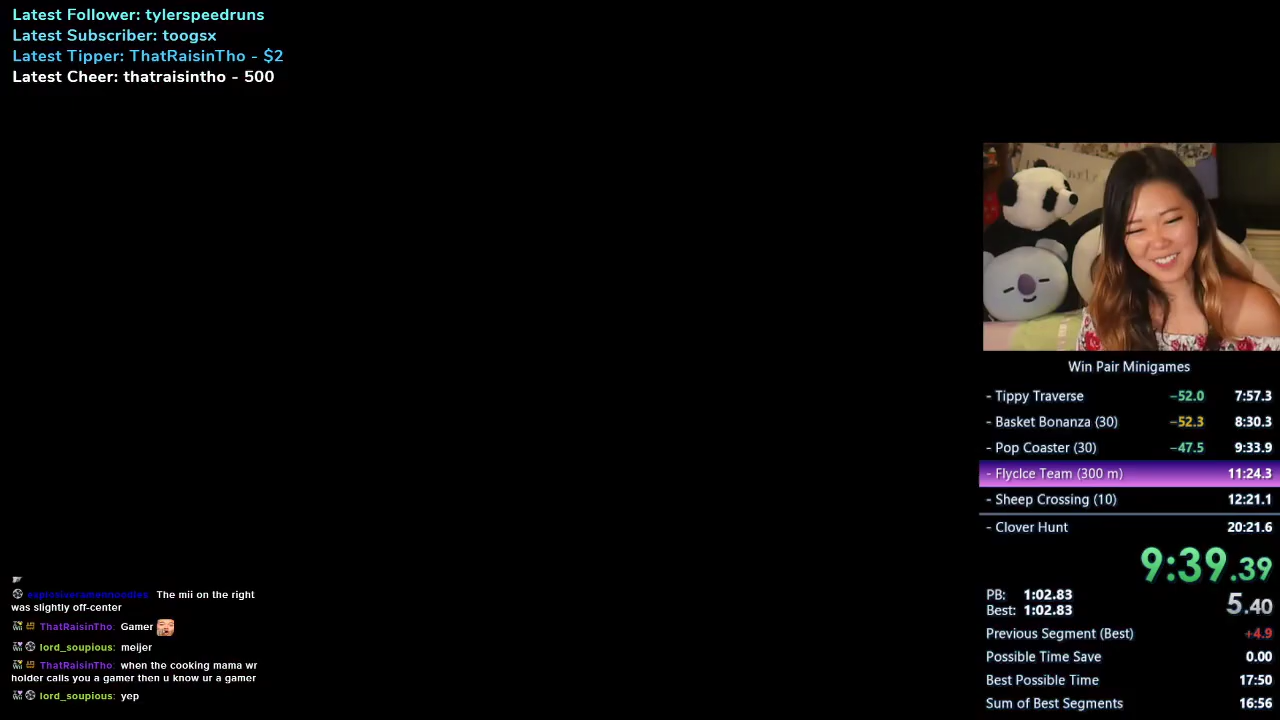 Latest Follower: tylerspeedruns
Latest Subscriber: toogsx
Latest Tipper: ThatRaisinTho - $2
Latest Cheer: thatraisintho - 500
Win Pair Minigames
- Tippy Traverse −52.0 7:57.3
- Basket Bonanza (30) −52.3 8:30.3
- Pop Coaster (30) −47.5 9:33.9
- FlycIce Team (300 m) 11:24.3
- Sheep Crossing (10) 12:21.1
- Clover Hunt 20:21.6
9:39.39
PB: 1:02.83
Best: 1:02.83
5.40
Previous Segment (Best) +4.9
Possible Time Save 0.00
Best Possible Time 17:50
Sum of Best Segments 16:56
explosiveramennoodles: The mii on the right
was slightly off-center
ThatRaisinTho: Gamer
lord_soupious: meijer
ThatRaisinTho: when the cooking mama wr
holder calls you a gamer then u know ur a gamer
lord_soupious: yep